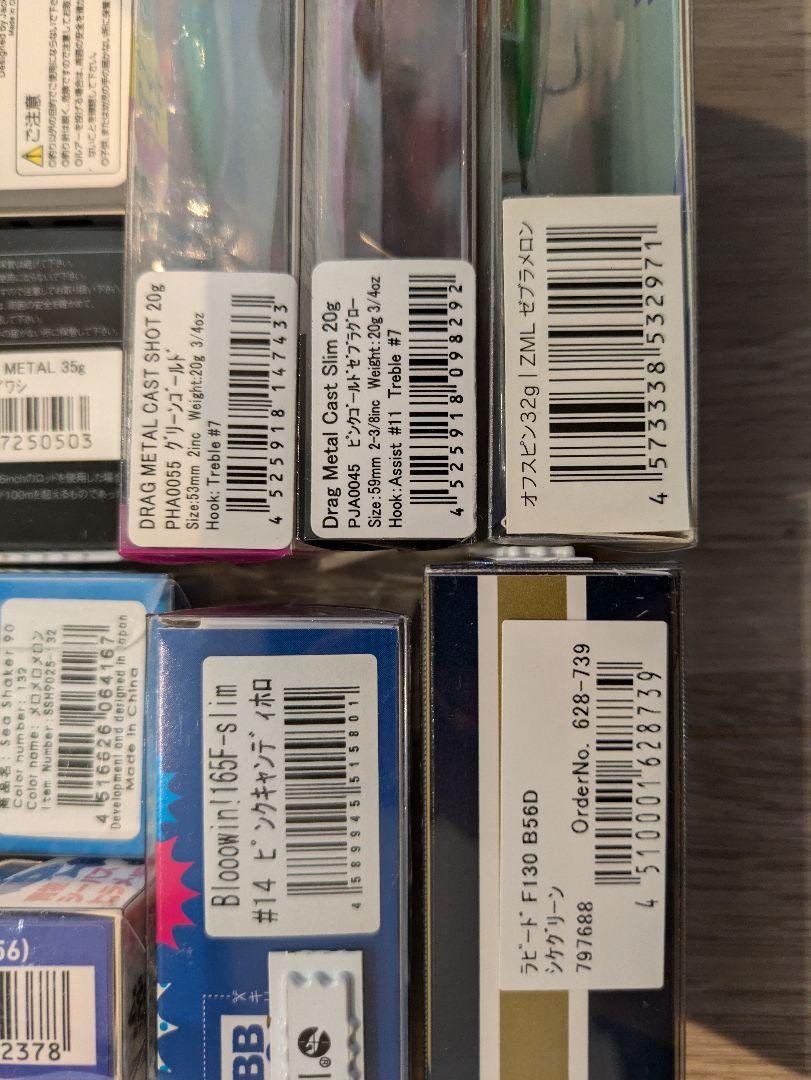 ご注意
METAL 35g
イワシ
7250503
DRAG METAL CAST SHOT 20g
PHA0055 グリーンゴールド
Size:53mm 2inc Weight:20g 3/4oz
Hook:Treble #7
4 525918 147433
Drag Metal Cast Slim 20g
PJA0045 ピンクゴールドゼブラグロー
Size:59mm 2-3/8inc Weight:20g 3/4oz
Hook:Assist #11 Treble #7
4 525918 098292
オフスピン32g | ZML ゼブラメロン
4 573338 532971
商品名: Sea Shaker 90
Color number: 132
Color name: メロメロメロン
Item Number: SSH9025-132
4 516626 064167
Development and designed in Japan
Made in China
56)
2378
Blooowin!165F-slim
#14 ピンクキャンディホロ
4 589945 515801
BB
ラピード F130 B56D
シケグリーン
797688 OrderNo. 628-739
4 510001 628739